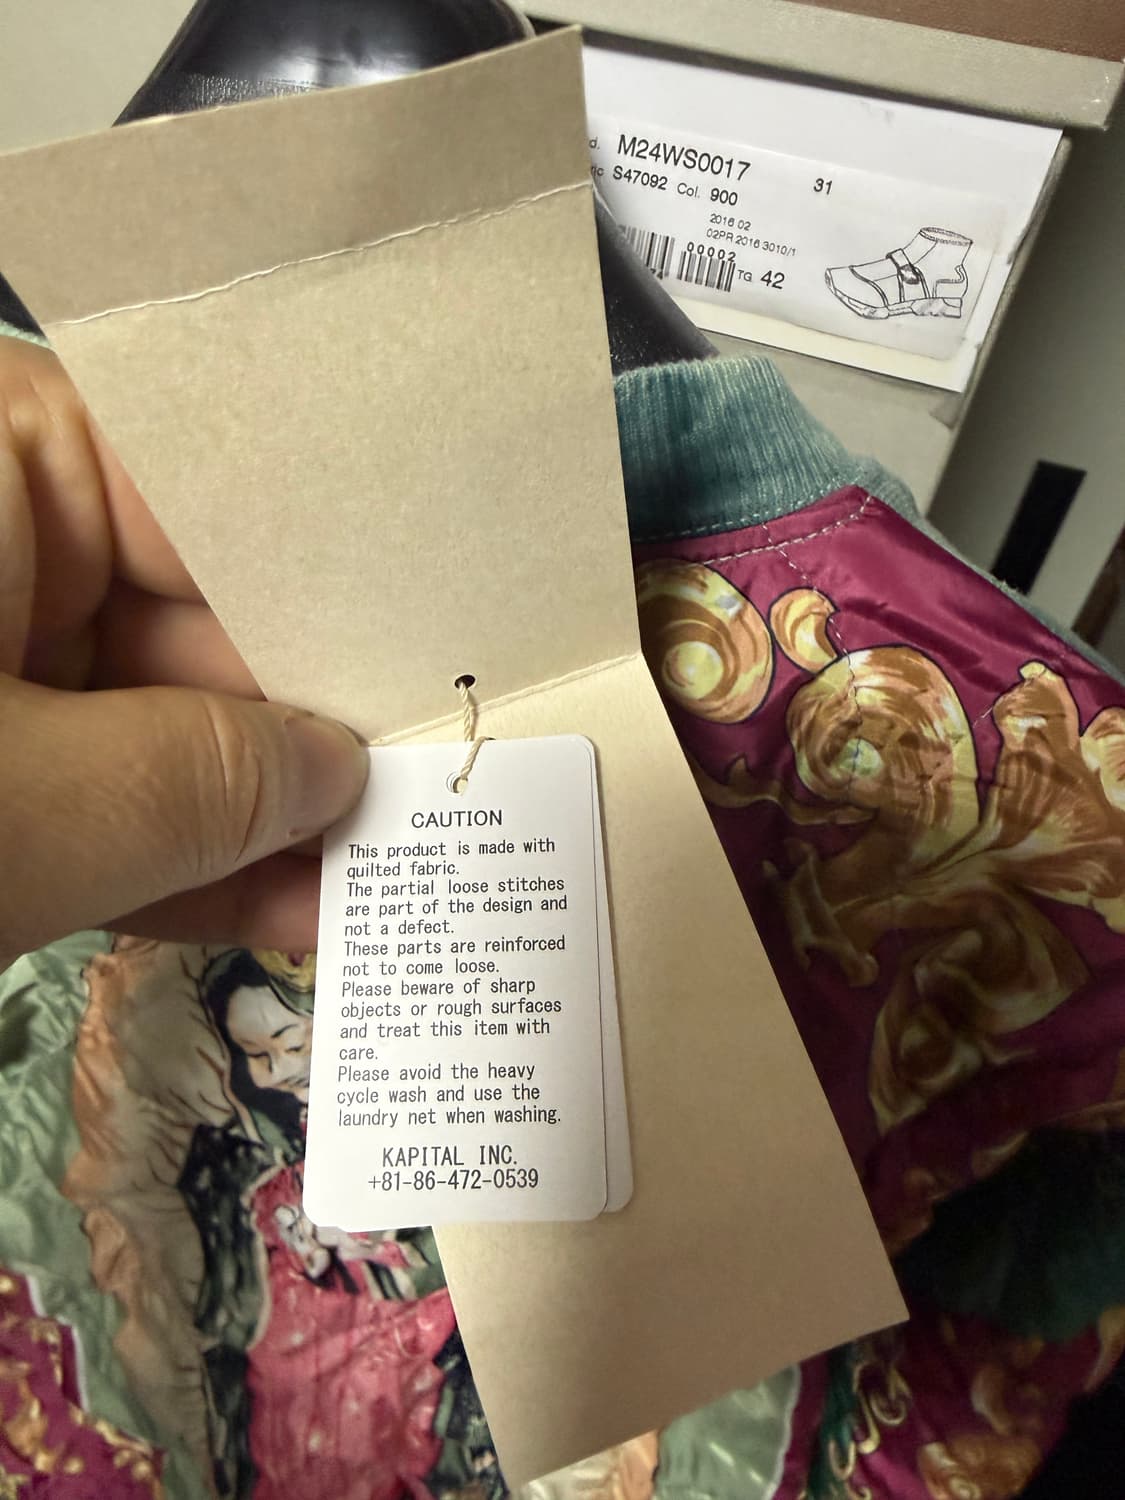 M24WS0017
31
S47092 Col. 900
2016 02
02PR 2016 3010/1
00002
TG 42
CAUTION
This product is made with
quilted fabric.
The partial loose stitches
are part of the design and
not a defect.
These parts are reinforced
not to come loose.
Please beware of sharp
objects or rough surfaces
and treat this item with
care.
Please avoid the heavy
cycle wash and use the
laundry net when washing.
KAPITAL INC.
+81-86-472-0539